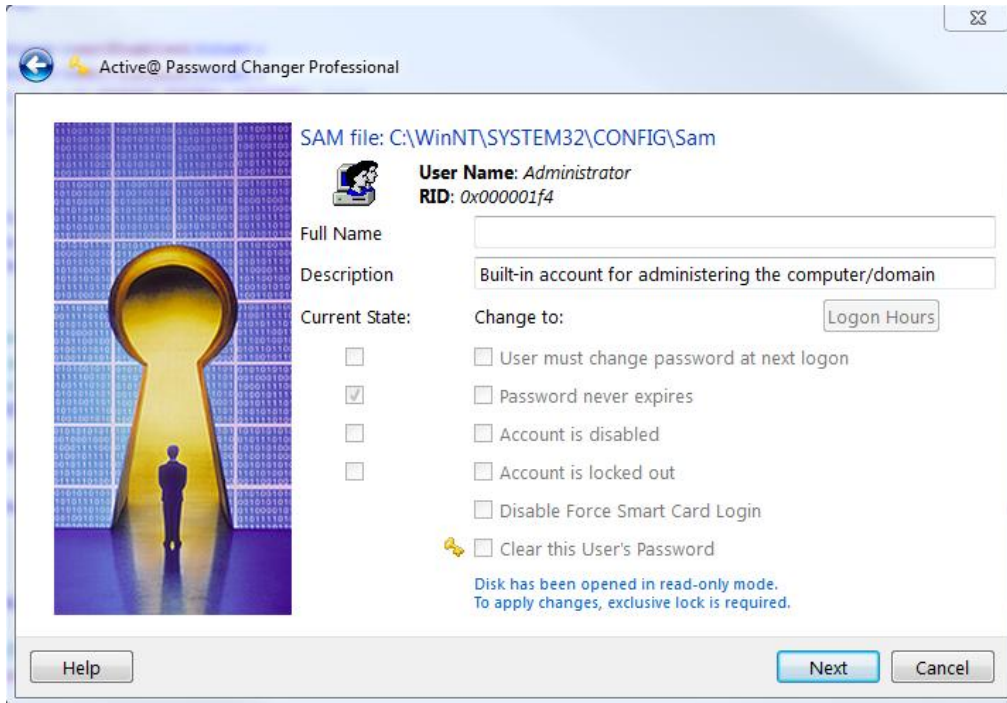 Active@ Password Changer Professional
SAM file: C:\WinNT\SYSTEM32\CONFIG\Sam
User Name: Administrator
RID: 0x000001f4
Full Name
Description Built-in account for administering the computer/domain
Current State: Change to: Logon Hours
User must change password at next logon
Password never expires
Account is disabled
Account is locked out
Disable Force Smart Card Login
Clear this User's Password
Disk has been opened in read-only mode.
To apply changes, exclusive lock is required.
Help Next Cancel